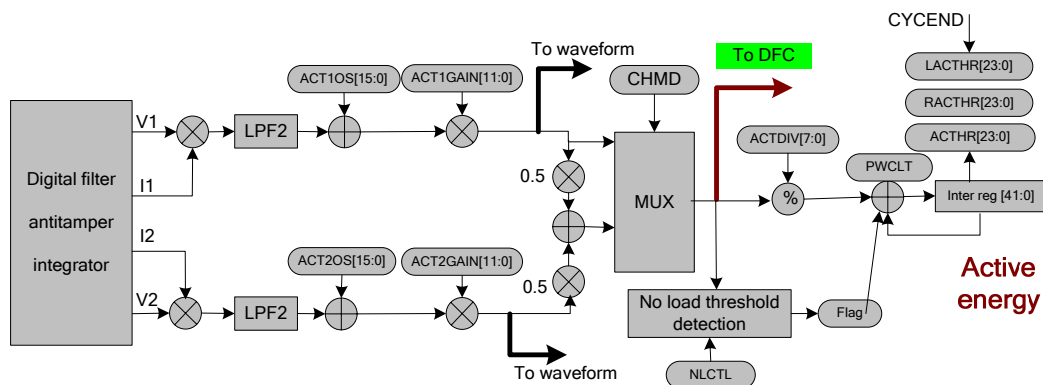 CYCEND
To waveform
To DFC
ACT1OS[15:0]
ACT1GAIN[11:0]
CHMD
LACTHR[23:0]
RACTHR[23:0]
V1
LPF2
ACTDIV[7:0]
ACTHR[23:0]
PWCLT
Digital filter
antitamper
integrator
I1
0.5
MUX
%
Inter reg [41:0]
I2
ACT2OS[15:0]
ACT2GAIN[11:0]
0.5
Active
energy
V2
LPF2
No load threshold
detection
Flag
To waveform
NLCTL